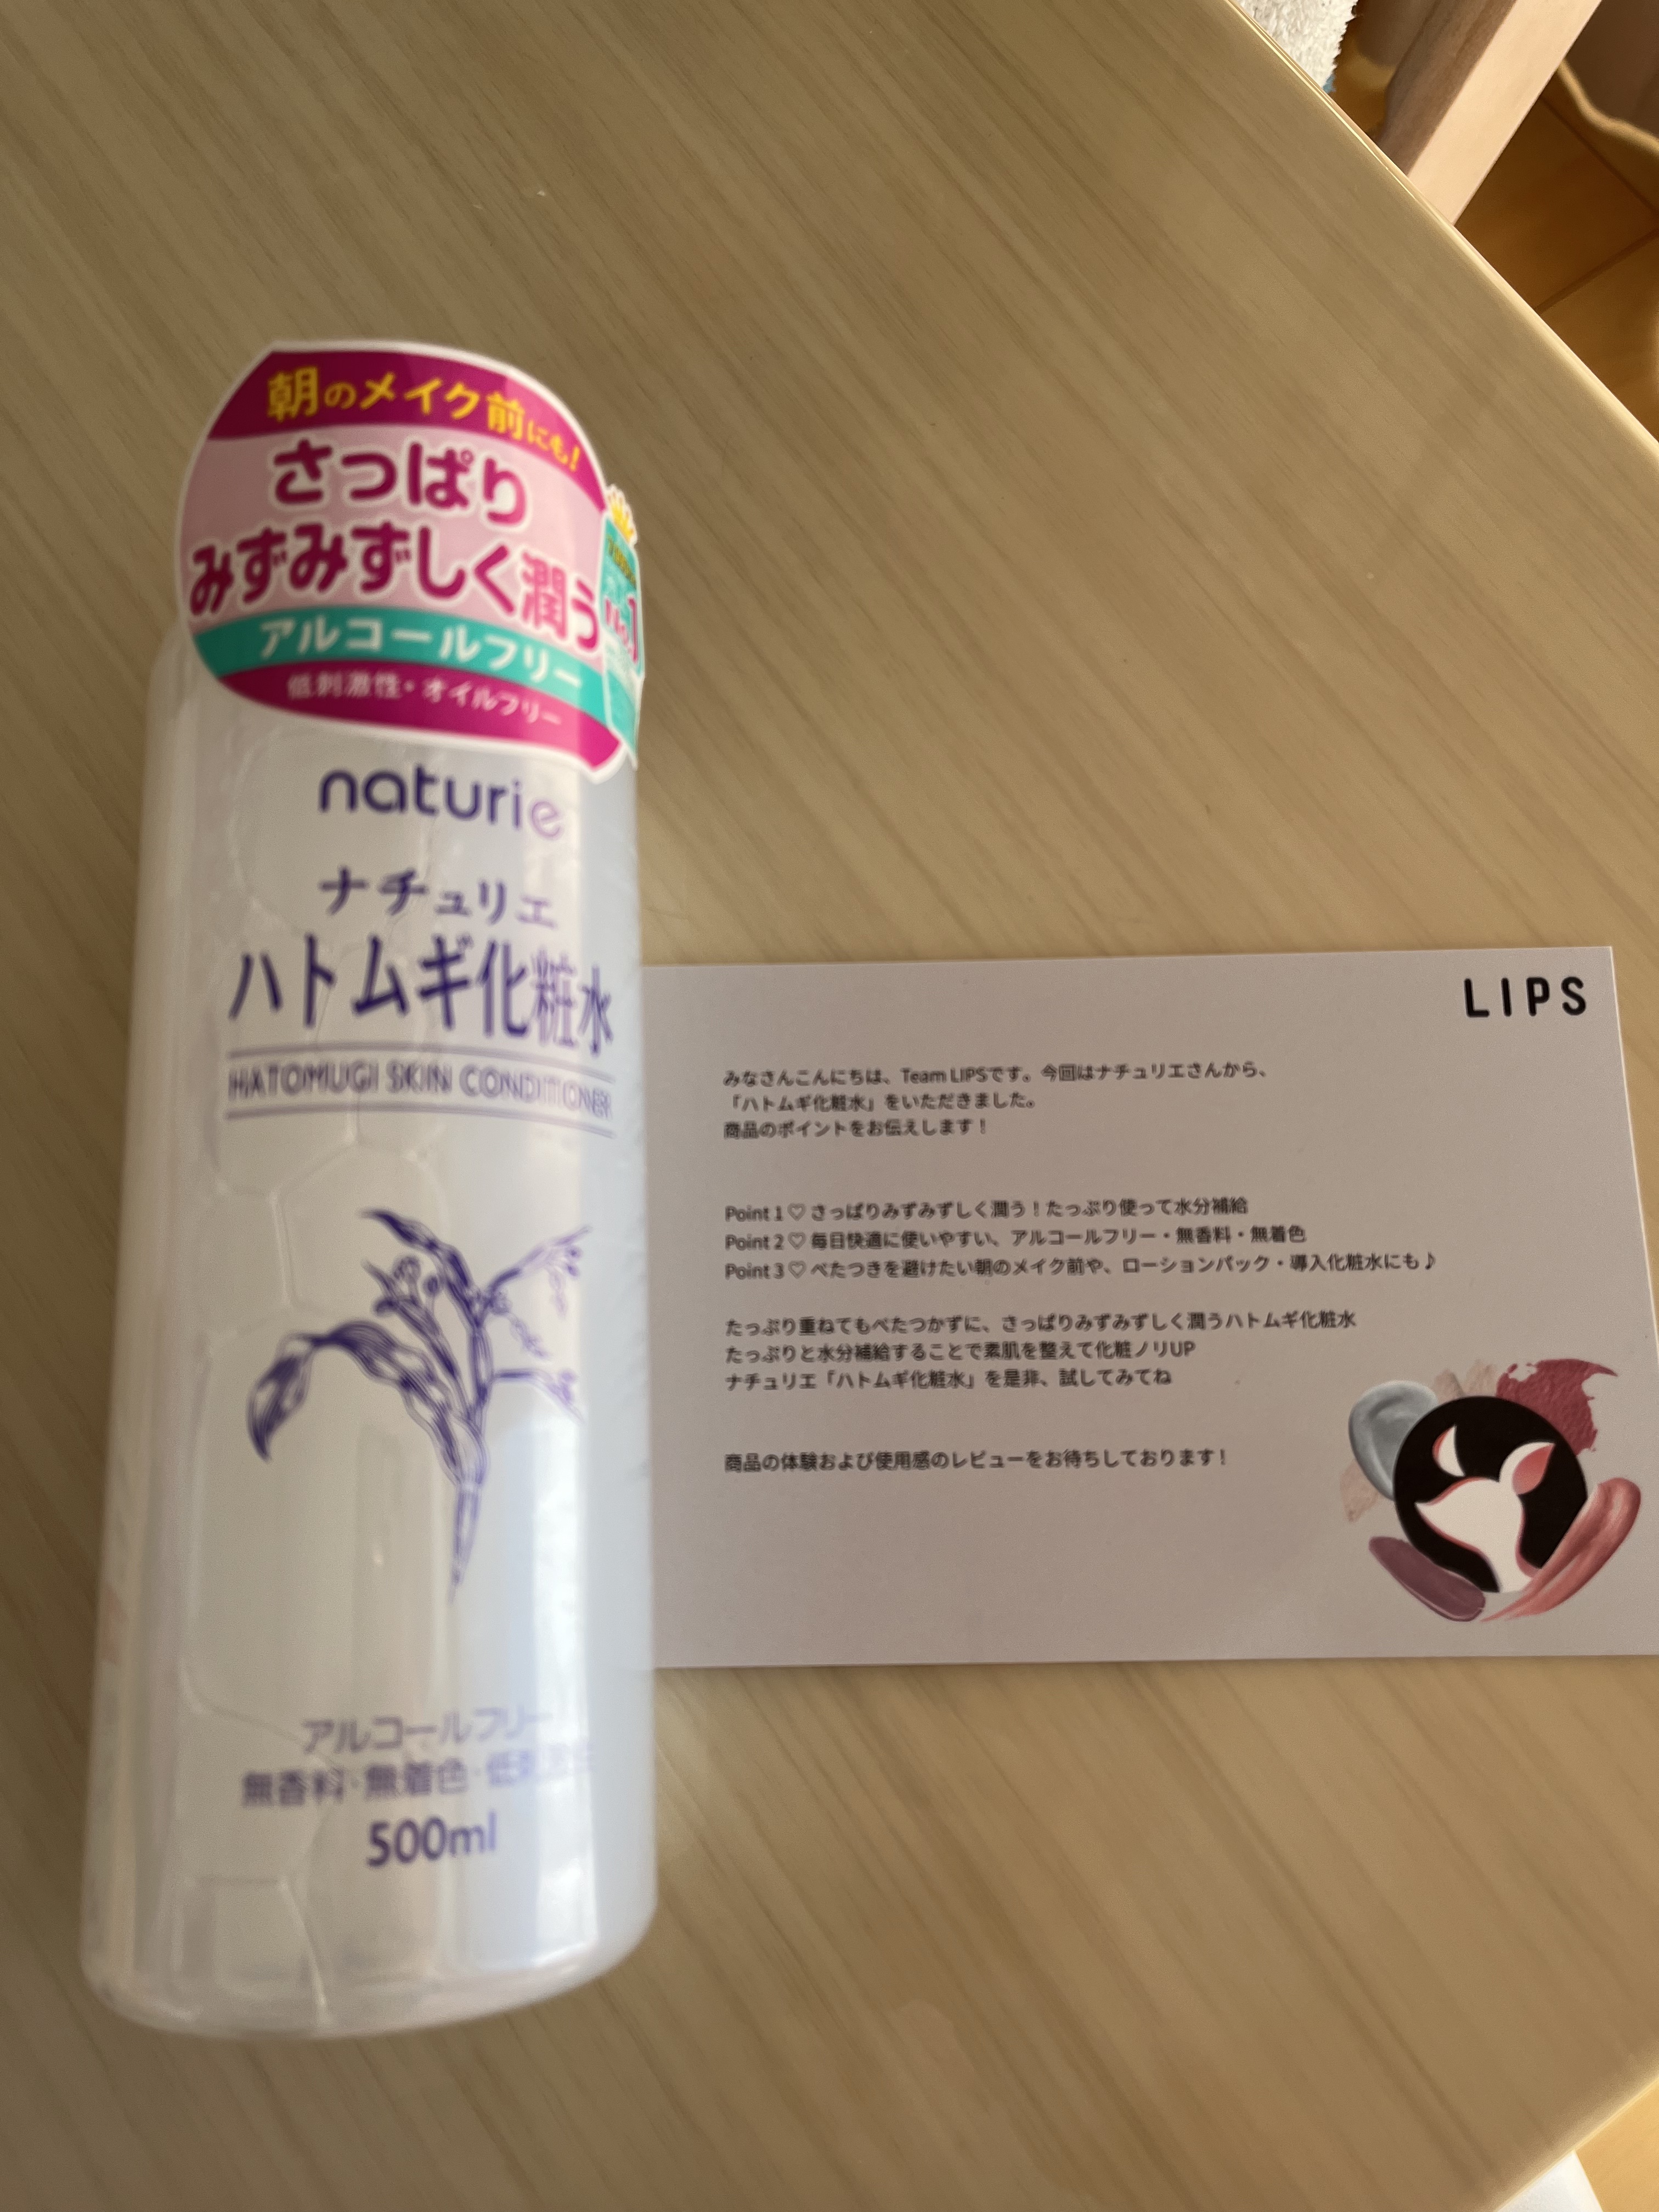 朝のメイク前にも!
さっぱり
みずみずしく潤う
アルコールフリー
低刺激性・オイルフリー
No.1
naturie
ナチュリエ
ハトムギ化粧水
HATOMUGI SKIN CONDITIONER
アルコールフリー
無香料・無着色・低刺激性
500ml
LIPS
みなさんこんにちは、Team LIPSです。今回はナチュリエさんから、
「ハトムギ化粧水」をいただきました。
商品のポイントをお伝えします！
Point 1 ♡ さっぱりみずみずしく潤う！たっぷり使って水分補給
Point 2 ♡ 毎日快適に使いやすい、アルコールフリー・無香料・無着色
Point 3 ♡ べたつきを避けたい朝のメイク前や、ローションパック・導入化粧水にも♪
たっぷり重ねてもべたつかずに、さっぱりみずみずしく潤うハトムギ化粧水
たっぷりと水分補給することで素肌を整えて化粧ノリUP
ナチュリエ「ハトムギ化粧水」を是非、試してみてね
商品の体験および使用感のレビューをお待ちしております！